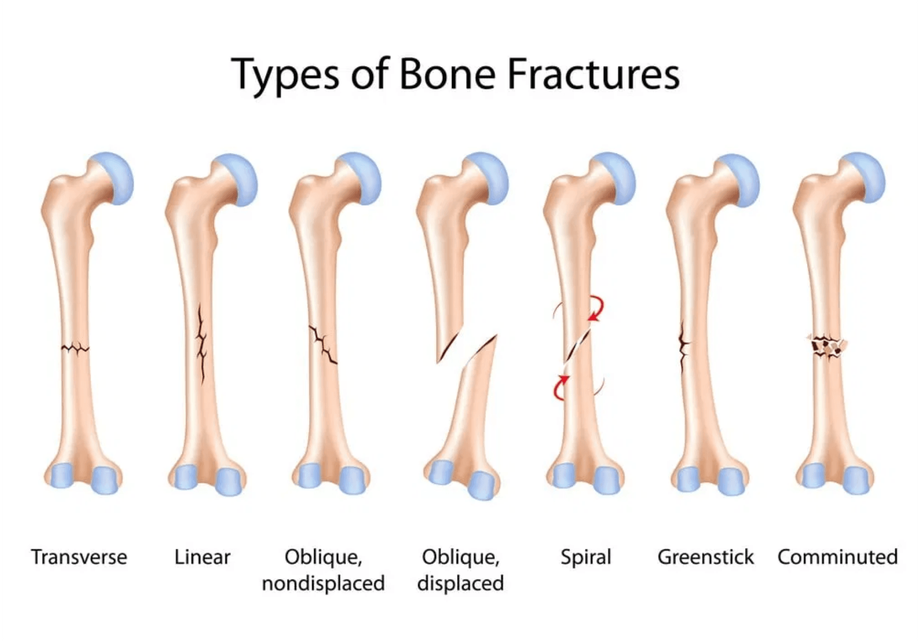 Types of Bone Fractures
Transverse
Linear
Oblique,
nondisplaced
Oblique,
displaced
Spiral
Greenstick
Comminuted